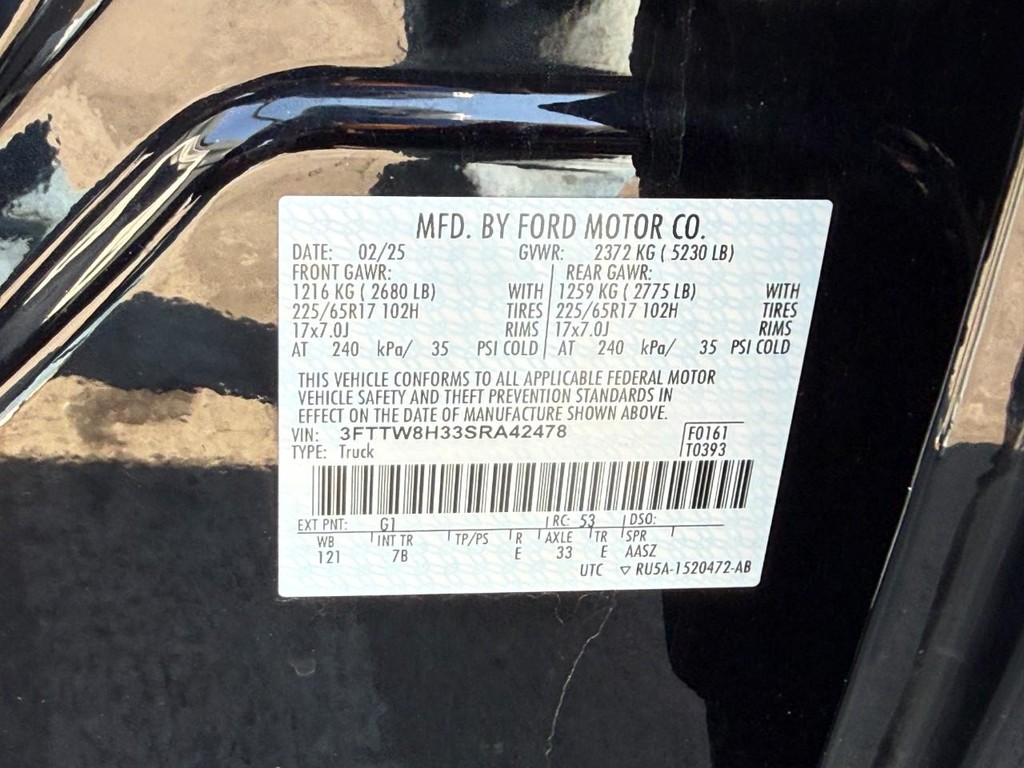 MFD. BY FORD MOTOR CO.
DATE: 02/25 GVWR: 2372 KG ( 5230 LB)
FRONT GAWR: REAR GAWR:
1216 KG ( 2680 LB) WITH 1259 KG ( 2775 LB) WITH
225/65R17 102H TIRES 225/65R17 102H TIRES
17x7.0J RIMS 17x7.0J RIMS
AT 240 kPa/ 35 PSI COLD AT 240 kPa/ 35 PSI COLD
THIS VEHICLE CONFORMS TO ALL APPLICABLE FEDERAL MOTOR
VEHICLE SAFETY AND THEFT PREVENTION STANDARDS IN
EFFECT ON THE DATE OF MANUFACTURE SHOWN ABOVE.
VIN: 3FTTW8H33SRA42478 F0161
TYPE: Truck T0393
EXT PNT: G1 RC: 53 DSO:
WB INT TR TP/PS R AXLE TR SPR
121 7B E 33 E AASZ
UTC ▽ RU5A-1520472-AB